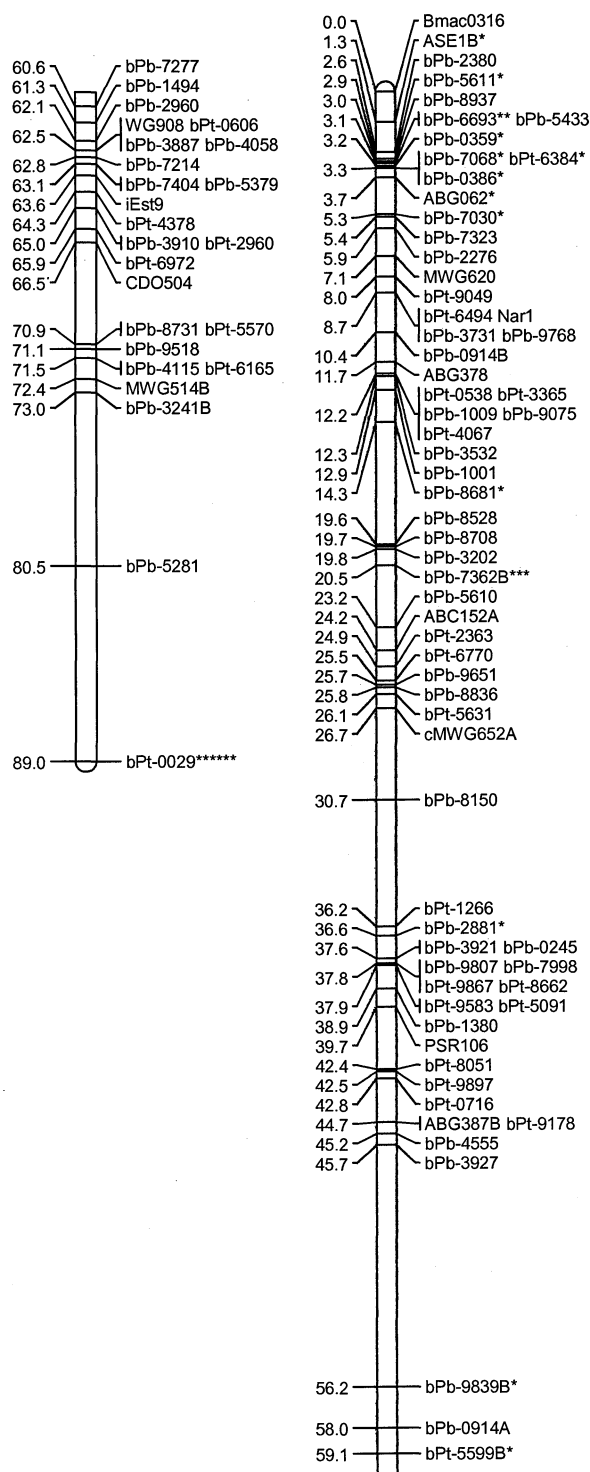 60.6 bPb-7277
61.3 bPb-1494
62.1 bPb-2960
62.5 WG908 bPt-0606
bPb-3887 bPb-4058
62.8 bPb-7214
63.1 bPb-7404 bPb-5379
63.6 iEst9
64.3 bPt-4378
65.0 bPb-3910 bPt-2960
65.9 bPt-6972
66.5 CDO504
70.9 bPb-8731 bPt-5570
71.1 bPb-9518
71.5 bPb-4115 bPt-6165
72.4 MWG514B
73.0 bPb-3241B
80.5 bPb-5281
89.0 bPt-0029******
0.0 Bmac0316
1.3 ASE1B*
2.6 bPb-2380
2.9 bPb-5611*
3.0 bPb-8937
3.1 bPb-6693** bPb-5433
3.2 bPb-0359*
3.3 bPb-7068* bPt-6384*
bPb-0386*
3.7 ABG062*
5.3 bPb-7030*
5.4 bPb-7323
5.9 bPb-2276
7.1 MWG620
8.0 bPt-9049
8.7 bPt-6494 Nar1
bPb-3731 bPb-9768
10.4 bPb-0914B
11.7 ABG378
12.2 bPt-0538 bPt-3365
bPb-1009 bPb-9075
bPt-4067
12.3 bPb-3532
12.9 bPb-1001
14.3 bPb-8681*
19.6 bPb-8528
19.7 bPb-8708
19.8 bPb-3202
20.5 bPb-7362B***
23.2 bPb-5610
24.2 ABC152A
24.9 bPt-2363
25.5 bPt-6770
25.7 bPb-9651
25.8 bPb-8836
26.1 bPt-5631
26.7 cMWG652A
30.7 bPb-8150
36.2 bPt-1266
36.6 bPb-2881*
37.6 bPb-3921 bPb-0245
37.8 bPb-9807 bPb-7998
bPt-9867 bPt-8662
37.9 bPt-9583 bPt-5091
38.9 bPb-1380
39.7 PSR106
42.4 bPt-8051
42.5 bPt-9897
42.8 bPt-0716
44.7 ABG387B bPt-9178
45.2 bPb-4555
45.7 bPb-3927
56.2 bPb-9839B*
58.0 bPb-0914A
59.1 bPt-5599B*